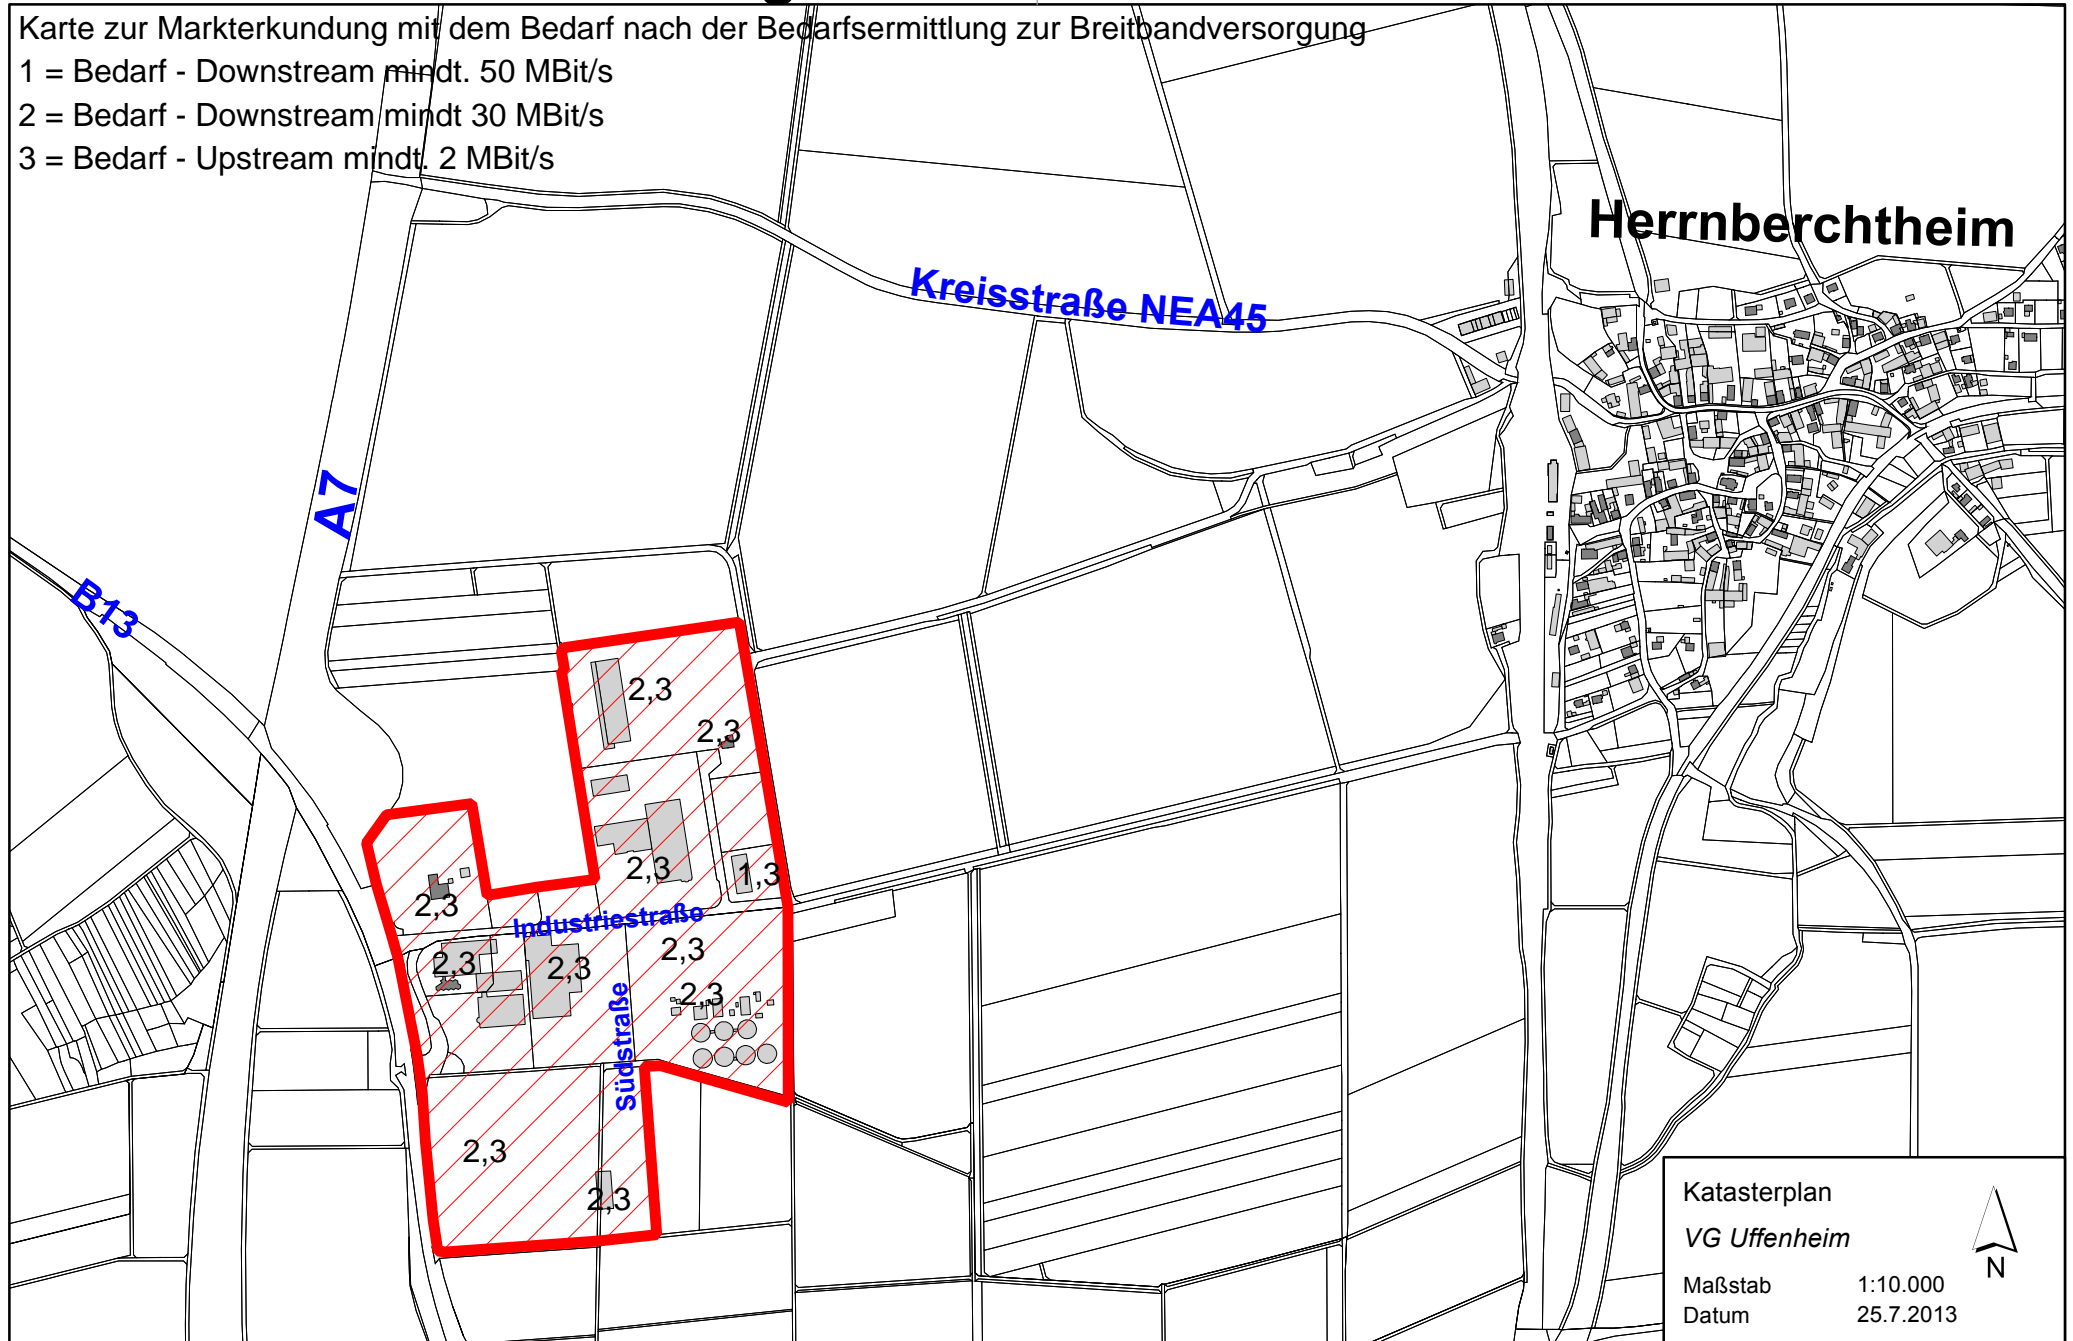 Karte zur Markterkundung mit dem Bedarf nach der Bedarfsermittlung zur Breitbandversorgung
1 = Bedarf - Downstream mindt. 50 MBit/s
2 = Bedarf - Downstream mindt 30 MBit/s
3 = Bedarf - Upstream mindt. 2 MBit/s
Herrnberchtheim
Kreisstraße NEA45
A7
B13
2,3
2,3
2,3
1,3
2,3
Industriestraße
2,3
2,3
2,3
2,3
Südstraße
2,3
2,3
Katasterplan
VG Uffenheim
Maßstab 1:10.000
Datum 25.7.2013
N